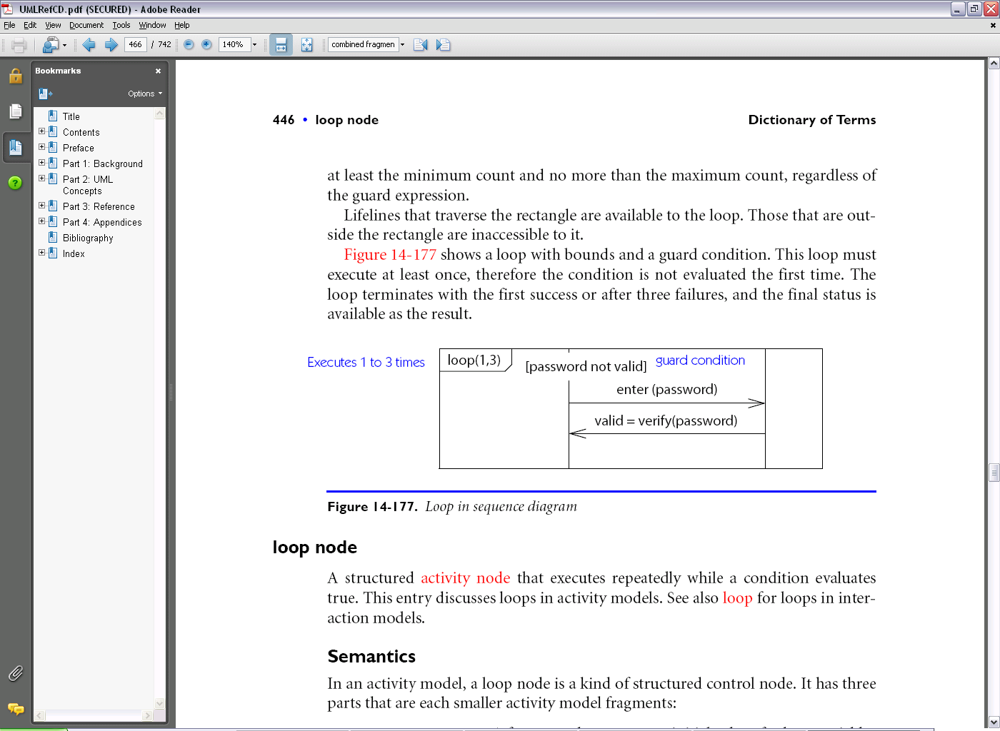 UMLRefCD.pdf (SECURED) - Adobe Reader
File Edit View Document Tools Window Help
466 / 742 140% combined fragmen
Bookmarks
Options
Title
Contents
Preface
Part 1: Background
Part 2: UML
Concepts
Part 3: Reference
Part 4: Appendices
Bibliography
Index
446 • loop node Dictionary of Terms
at least the minimum count and no more than the maximum count, regardless of
the guard expression.
Lifelines that traverse the rectangle are available to the loop. Those that are out-
side the rectangle are inaccessible to it.
Figure 14-177 shows a loop with bounds and a guard condition. This loop must
execute at least once, therefore the condition is not evaluated the first time. The
loop terminates with the first success or after three failures, and the final status is
available as the result.
Executes 1 to 3 times loop(1,3) [password not valid] guard condition
enter (password)
valid = verify(password)
Figure 14-177. Loop in sequence diagram
loop node
A structured activity node that executes repeatedly while a condition evaluates
true. This entry discusses loops in activity models. See also loop for loops in inter-
action models.
Semantics
In an activity model, a loop node is a kind of structured control node. It has three
parts that are each smaller activity model fragments: